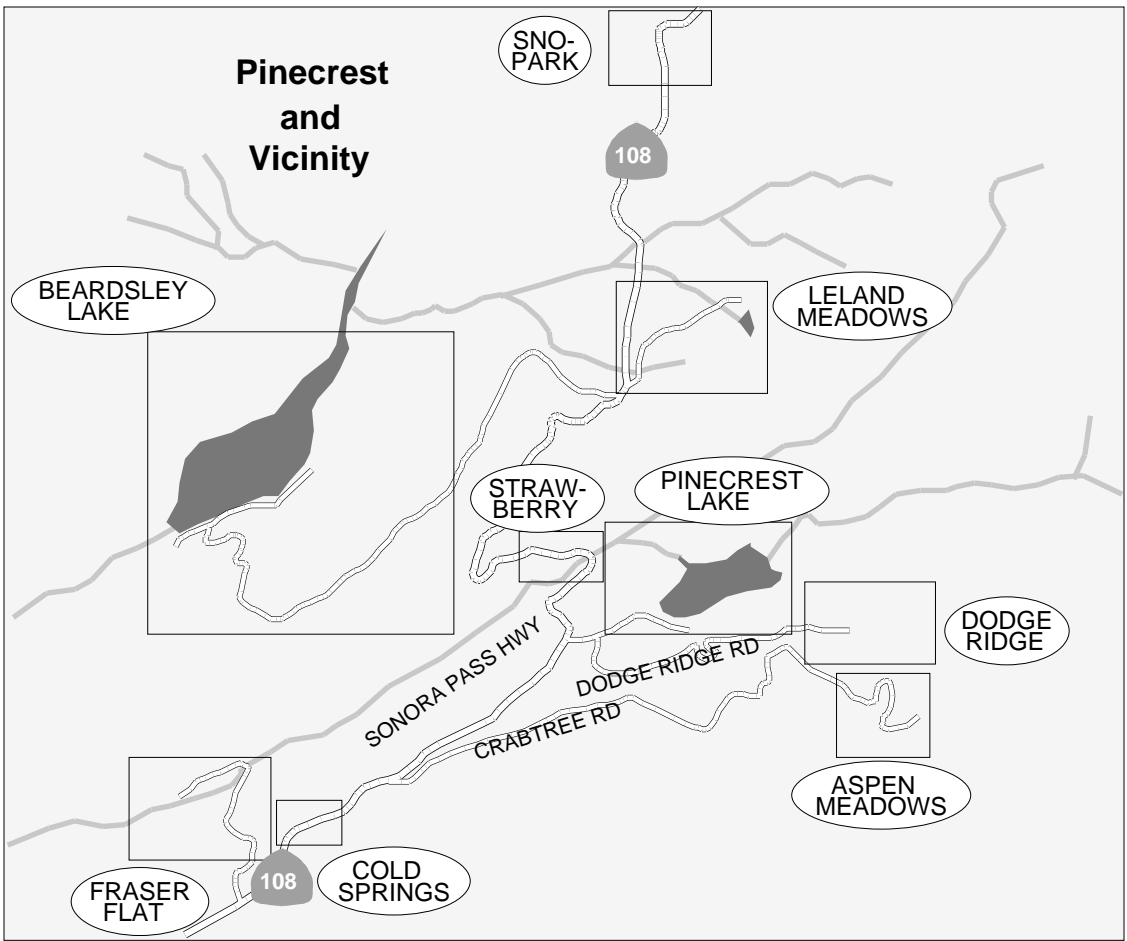 SNO-
PARK
Pinecrest
and
Vicinity
108
BEARDSLEY
LAKE
LELAND
MEADOWS
STRAW-
BERRY
PINECREST
LAKE
DODGE
RIDGE
SONORA PASS HWY
DODGE RIDGE RD
CRABTREE RD
ASPEN
MEADOWS
COLD
SPRINGS
108
FRASER
FLAT